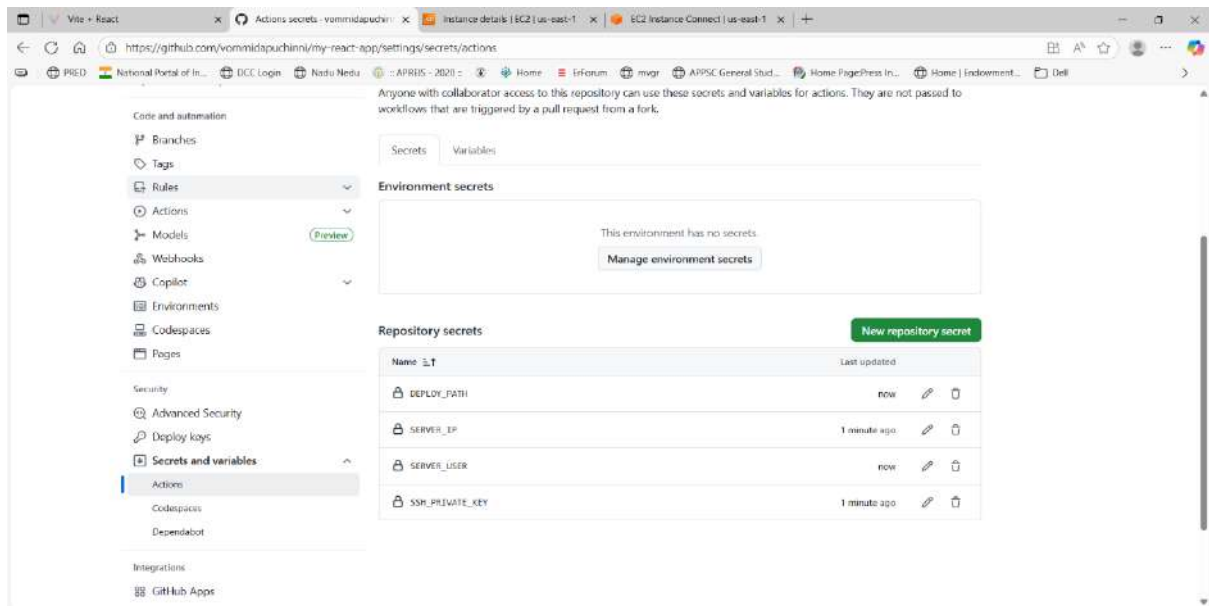 Vite + React
Actions secrets · vommidapuchin
Instance details | EC2 | us-east-1
EC2 Instance Connect | us-east-1
https://github.com/vommidapuchinni/my-react-app/settings/secrets/actions
PRED
National Portal of In...
DCC Login
Nadu Nedu
:: APREIS - 2020 ::
Home
mvgr
APPSC General Stud...
Home Page:Press In...
Home | Endowment...
Dell
Anyone with collaborator access to this repository can use these secrets and variables for actions. They are not passed to
workflows that are triggered by a pull request from a fork.
Code and automation
Branches
Tags
Rules
Actions
Models
Preview
Webhooks
Copilot
Environments
Codespaces
Pages
Security
Advanced Security
Deploy keys
Secrets and variables
Actions
Codespaces
Dependabot
Integrations
GitHub Apps
Secrets
Variables
Environment secrets
This environment has no secrets.
Manage environment secrets
Repository secrets
New repository secret
Name
Last updated
DEPLOY_PATH
now
SERVER_IP
1 minute ago
SERVER_USER
now
SSH_PRIVATE_KEY
1 minute ago